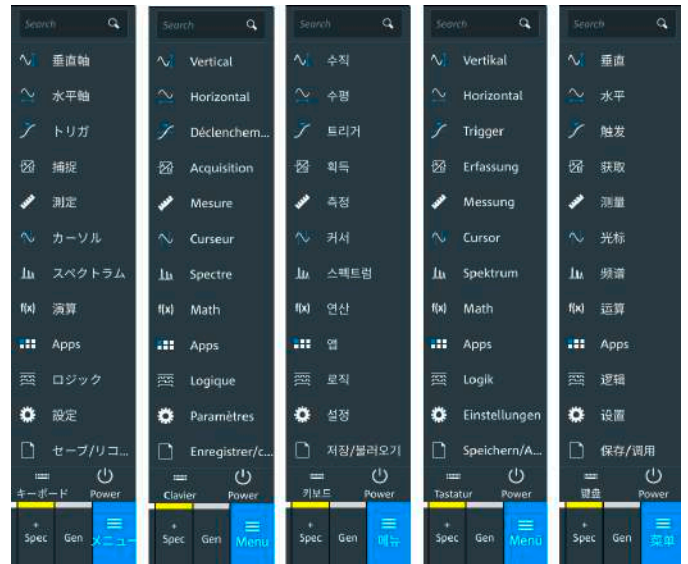 Search
垂直軸
水平軸
トリガ
捕捉
測定
カーソル
スペクトラム
f(x) 演算
Apps
ロジック
設定
セーブ/リコ...
キーボード Power
+
Spec Gen メニュー
Search
Vertical
Horizontal
Déclenchem...
Acquisition
Mesure
Curseur
Spectre
f(x) Math
Apps
Logique
Paramètres
Enregistrer/c...
Clavier Power
+
Spec Gen Menu
Search
수직
수평
트리거
획득
측정
커서
스펙트럼
f(x) 연산
앱
로직
설정
저장/불러오기
키보드 Power
+
Spec Gen 메뉴
Search
Vertikal
Horizontal
Trigger
Erfassung
Messung
Cursor
Spektrum
f(x) Math
Apps
Logik
Einstellungen
Speichern/A...
Tastatur Power
+
Spec Gen Menü
Search
垂直
水平
触发
获取
测量
光标
频谱
f(x) 运算
Apps
逻辑
设置
保存/调用
键盘 Power
+
Spec Gen 菜单